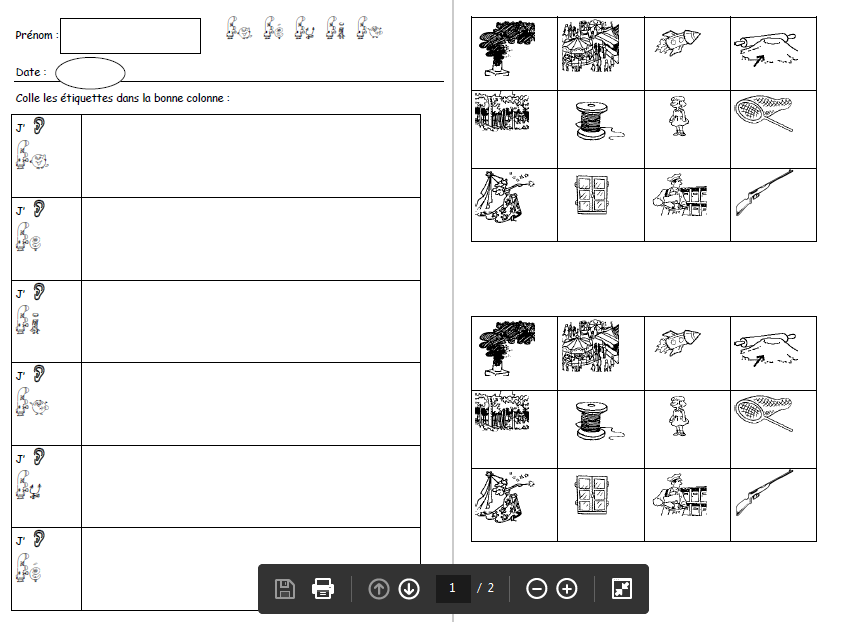 Prénom :
Date :
Colle les étiquettes dans la bonne colonne :
J'
J'
J'
J'
J'
J'
1 / 2